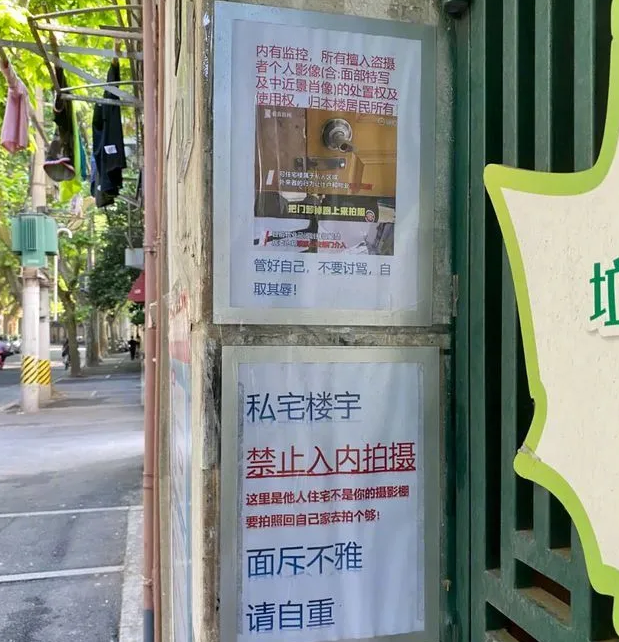 内有监控，所有擅入盗摄
者个人影像(含:面部特写
及中近景肖像)的处置权及
使用权，归本楼居民所有
把门都掉踢上来拍照
管好自己，不要讨骂，自
取其辱！
私宅楼宇
禁止入内拍摄
这里是他人住宅不是你的摄影棚
要拍照回自己家去拍个够！
面斥不雅
请自重